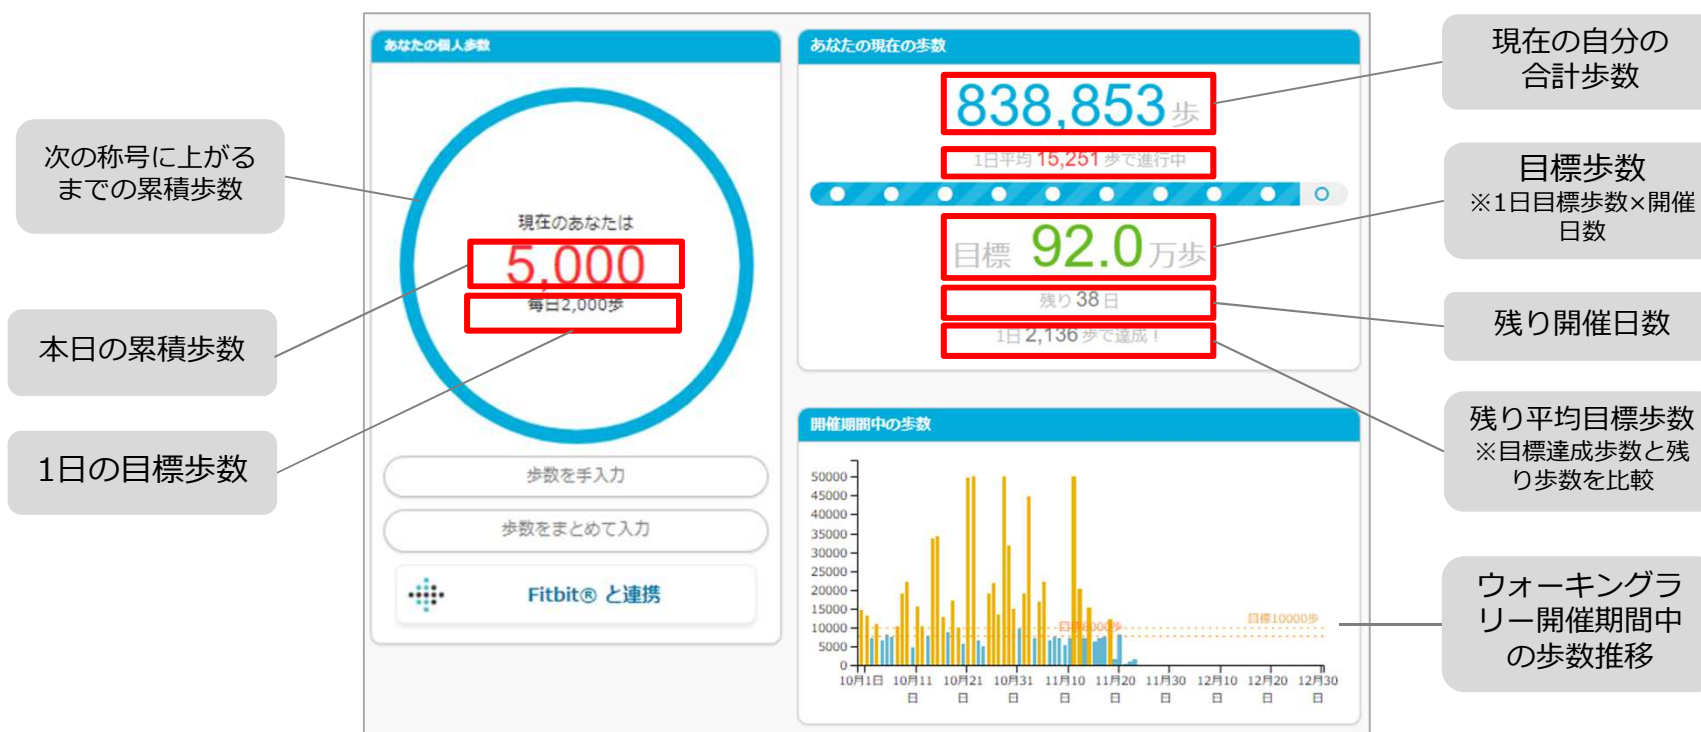 次の称号に上がる
までの累積歩数
本日の累積歩数
1日の目標歩数
あなたの個人歩数
現在のあなたは
5,000
毎日2,000歩
歩数を手入力
歩数をまとめて入力
Fitbit® と連携
あなたの現在の歩数
838,853 歩
1日平均 15,251 歩で進行中
目標 92.0 万歩
残り 38 日
1日 2,136 歩で達成！
開催期間中の歩数
50000
45000
40000
35000
30000
25000
20000
15000
10000
5000
0
目標10000歩
目標8000歩
10月1日 10月11日 10月21日 10月31日 11月10日 11月20日 11月30日 12月10日 12月20日 12月30日
現在の自分の
合計歩数
目標歩数
※1日目標歩数×開催
日数
残り開催日数
残り平均目標歩数
※目標達成歩数と残
り歩数を比較
ウォーキングラ
リー開催期間中
の歩数推移